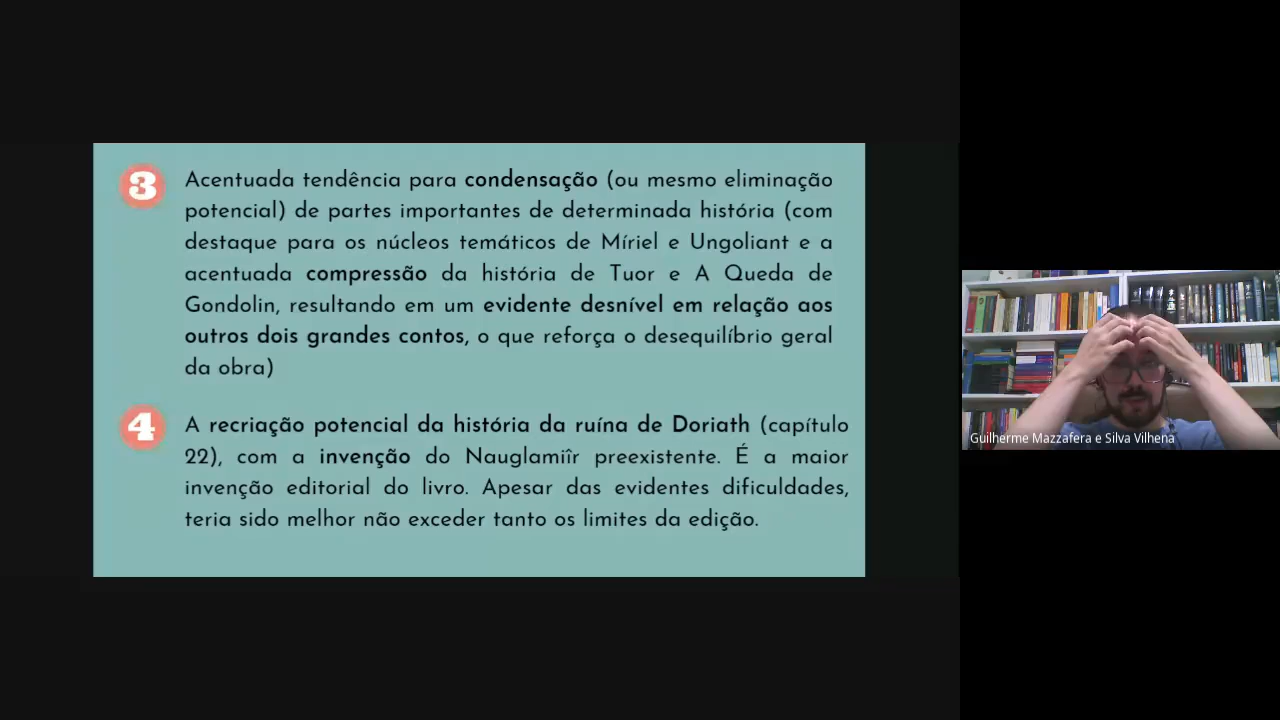 3
Acentuada tendência para condensação (ou mesmo eliminação
potencial) de partes importantes de determinada história (com
destaque para os núcleos temáticos de Míriel e Ungoliant e a
acentuada compressão da história de Tuor e A Queda de
Gondolin, resultando em um evidente desnível em relação aos
outros dois grandes contos, o que reforça o desequilíbrio geral
da obra)
4
A recriação potencial da história da ruína de Doriath (capítulo
22), com a invenção do Nauglamiîr preexistente. É a maior
invenção editorial do livro. Apesar das evidentes dificuldades,
teria sido melhor não exceder tanto os limites da edição.
Guilherme Mazzafera e Silva Vilhena